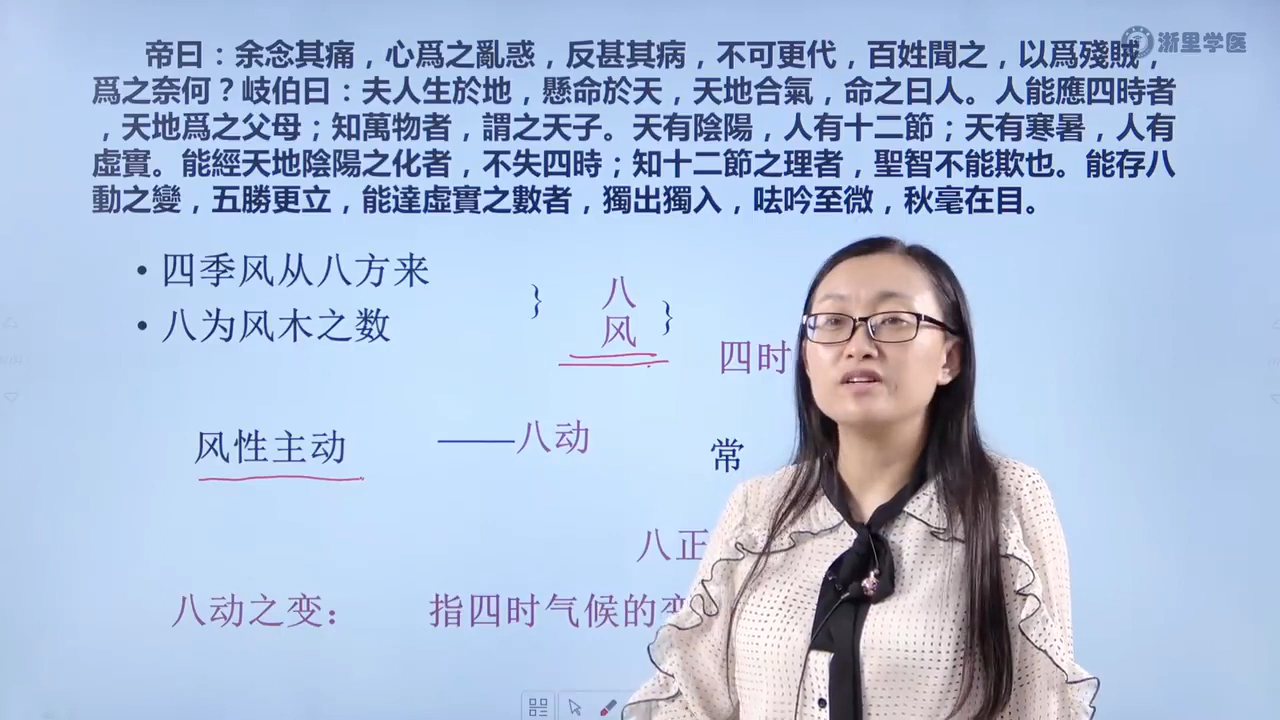 浙里学医
帝曰：余念其痛，心爲之亂惑，反甚其病，不可更代，百姓聞之，以爲殘賊，
爲之奈何？岐伯曰：夫人生於地，懸命於天，天地合氣，命之曰人。人能應四時者
，天地爲之父母；知萬物者，謂之天子。天有陰陽，人有十二節；天有寒暑，人有
虛實。能經天地陰陽之化者，不失四時；知十二節之理者，聖智不能欺也。能存八
動之變，五勝更立，能達虛實之數者，獨出獨入，呿吟至微，秋毫在目。
• 四季风从八方来
• 八为风木之数
} 八 }
风
四时
风性主动 ——八动 常
八正
八动之变： 指四时气候的变